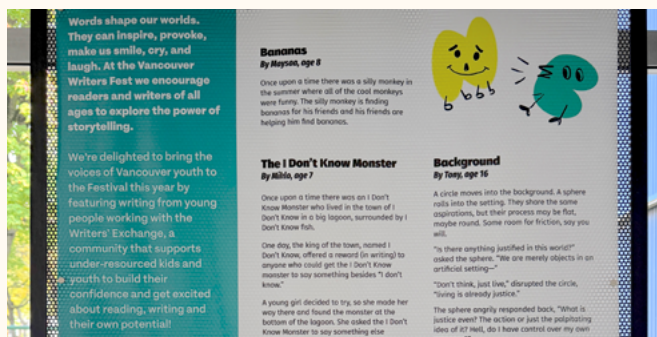 Words shape our worlds.
They can inspire, provoke,
make us smile, cry, and
laugh. At the Vancouver
Writers Fest we encourage
readers and writers of all
ages to explore the power of
storytelling.
We're delighted to bring the
voices of Vancouver youth to
the Festival this year by
featuring writing from young
people working with the
Writers' Exchange, a
community that supports
under-resourced kids and
youth to build their
confidence and get excited
about reading, writing and
their own potential!
Bananas
By Maysoo, age 8
Once upon a time there was a silly monkey in
the summer where all of the cool monkeys
were funny. The silly monkey is finding
bananas for his friends and his friends are
helping him find bananas.
The I Don't Know Monster
By Mihlo, age 7
Once upon a time there was an I Don't
Know Monster who lived in the town of I
Don't Know in a big lagoon, surrounded by I
Don't Know fish.
One day, the king of the town, named I
Don't Know, offered a reward (in writing) to
anyone who could get the I Don't Know
monster to say something besides "I don't
know."
A young girl decided to try, so she made her
way there and found the monster at the
bottom of the lagoon. She asked the I Don't
Know Monster to say something else
Background
By Tony, age 16
A circle moves into the background. A sphere
rolls into the setting. They share the same
aspirations, but their process may be flat,
maybe round. Some room for friction, say you
will.
"Is there anything justified in this world?"
asked the sphere. "We are merely objects in an
artificial setting—"
"Don't think, just live," disrupted the circle,
"living is already justice."
The sphere angrily responded back, "What is
justice even? The action or just the palpitating
idea of it? Hell, do I have control over my own